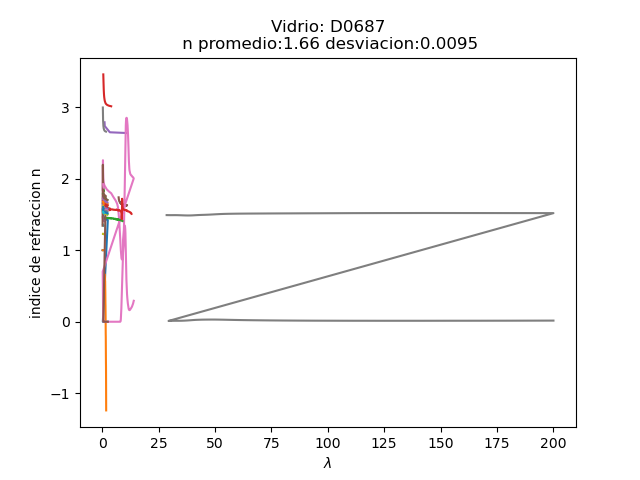 Vidrio: D0687
n promedio:1.66 desviacion:0.0095
indice de refraccion n
3
2
1
0
−1
0 25 50 75 100 125 150 175 200
λ